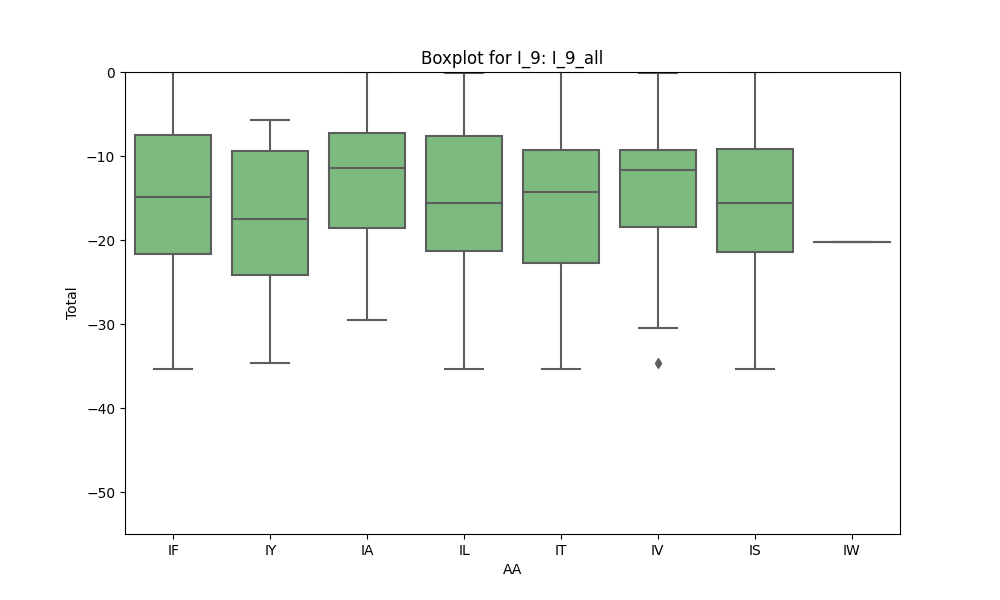 Boxplot for I_9: I_9_all
0
−10
−20
−30
−40
−50
Total
IF IY IA IL IT IV IS IW
AA